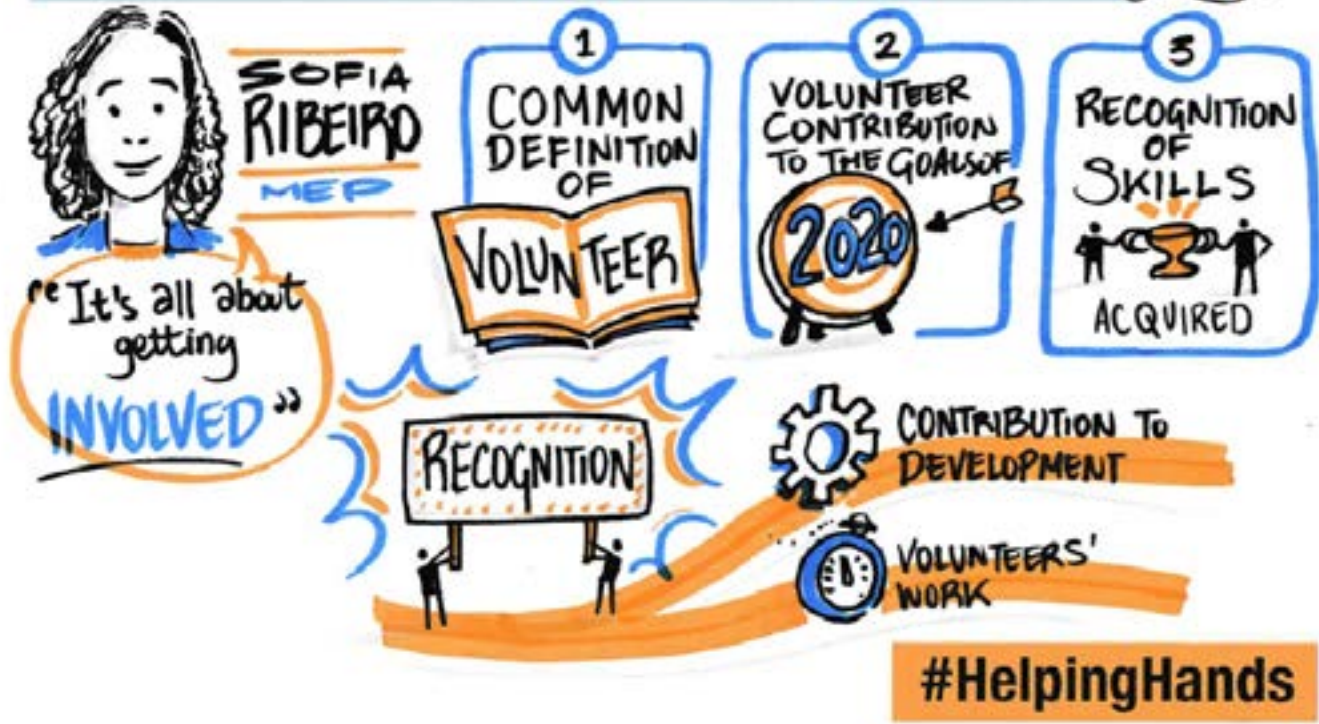 SOFIA
RIBEIRO
MEP
"It's all about
getting
INVOLVED"
1
COMMON
DEFINITION
OF
VOLUNTEER
2
VOLUNTEER
CONTRIBUTION
TO THE GOALS OF
2020
3
RECOGNITION
OF
SKILLS
ACQUIRED
RECOGNITION
CONTRIBUTION TO
DEVELOPMENT
VOLUNTEERS'
WORK
#HelpingHands